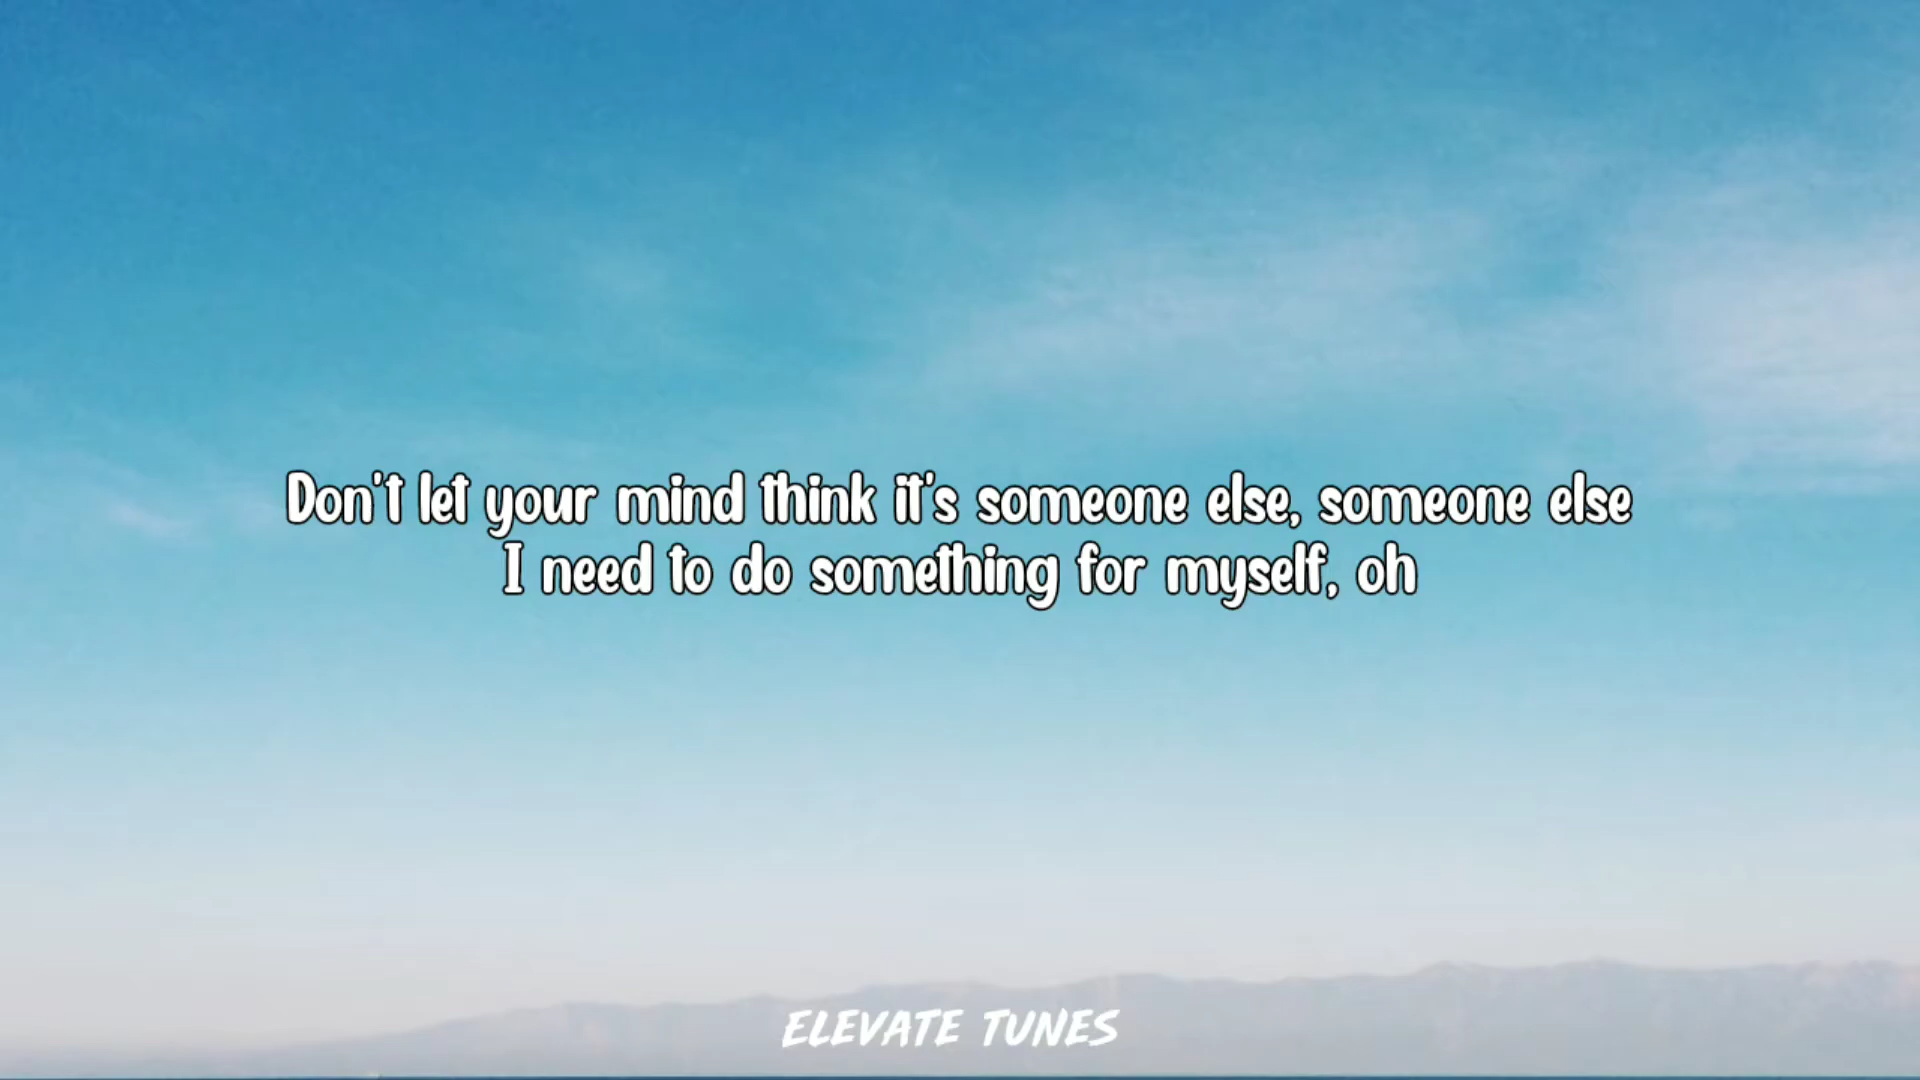 Don't let your mind think it's someone else, someone else
I need to do something for myself, oh
ELEVATE TUNES